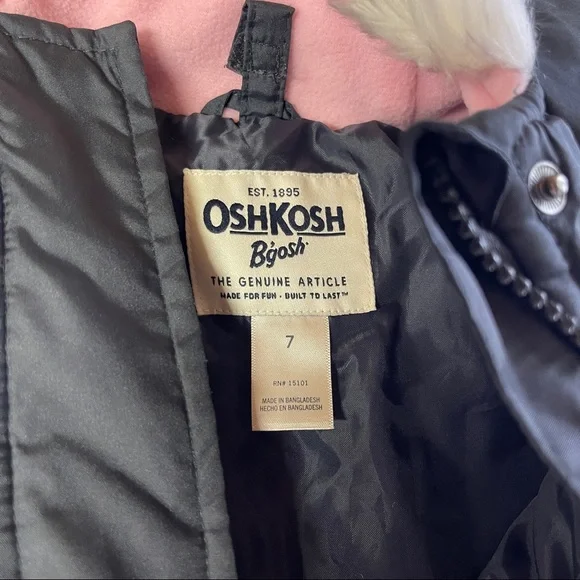 EST. 1895
OSHKOSH
B'gosh
THE GENUINE ARTICLE
MADE FOR FUN · BUILT TO LAST™
7
RN# 15101
MADE IN BANGLADESH
HECHO EN BANGLADESH